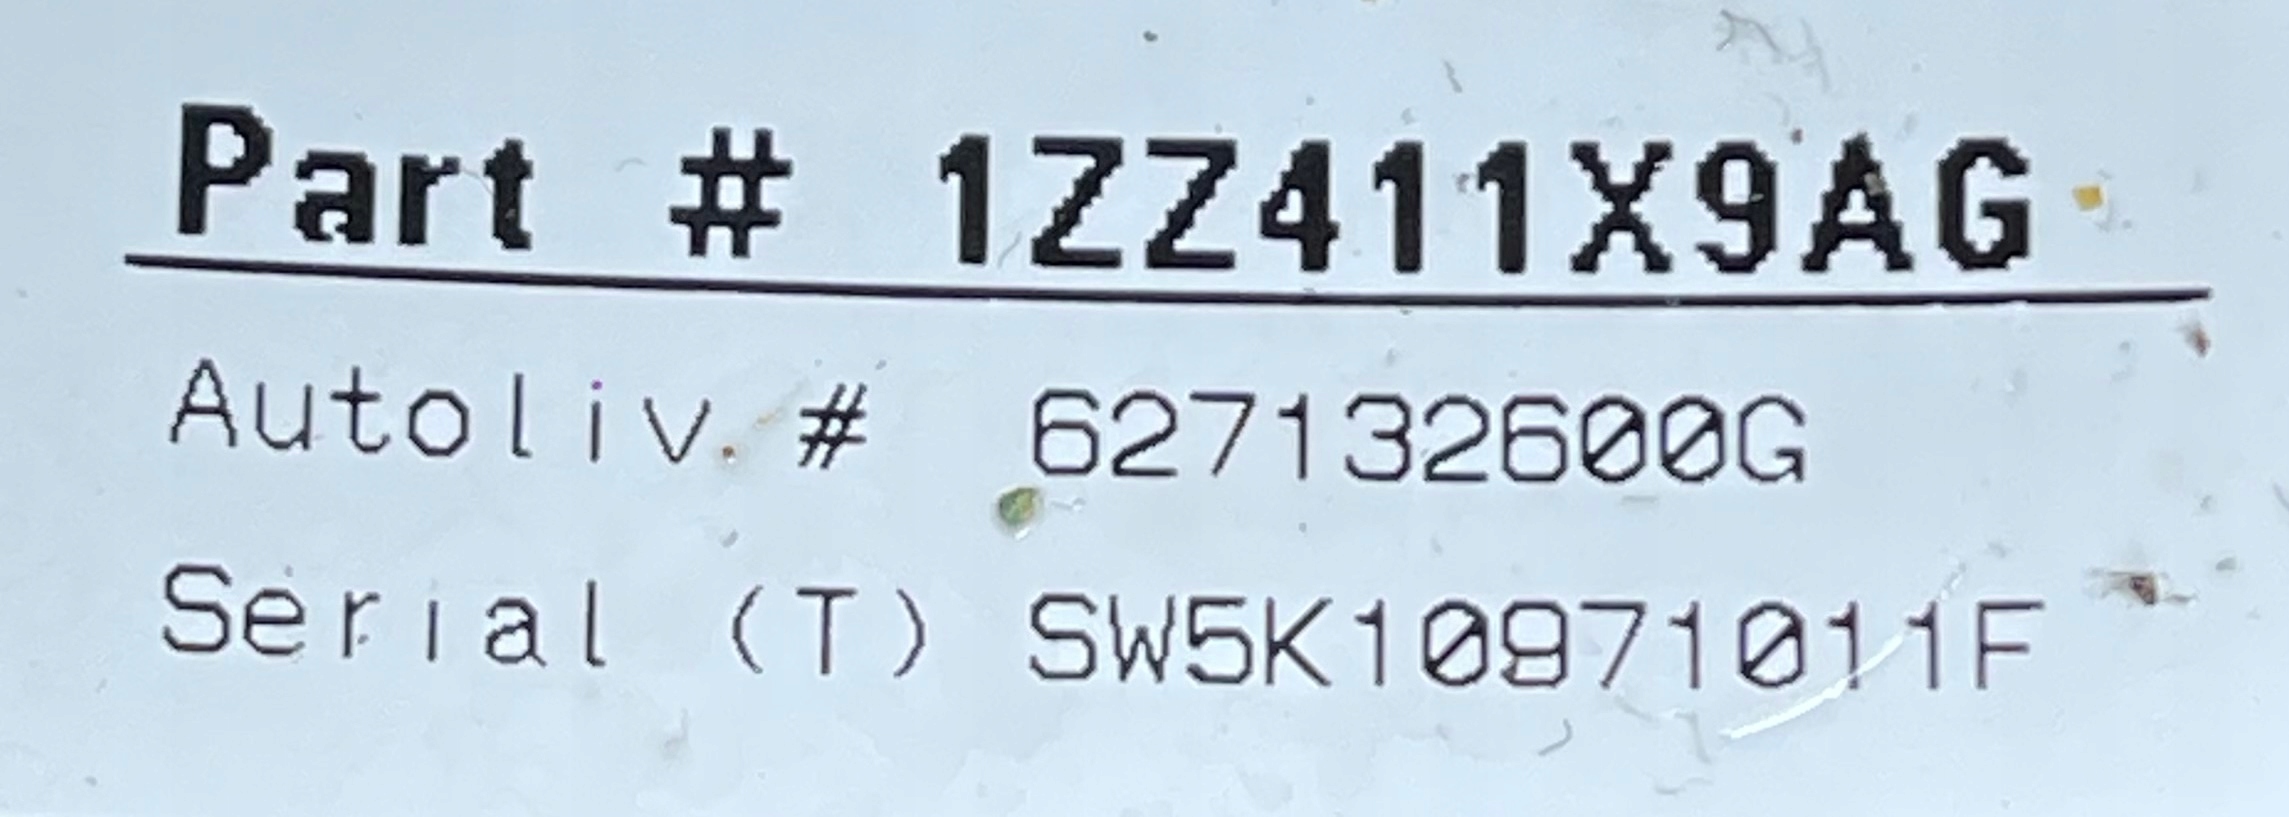 Part # 1ZZ411X9AG
Autoliv # 627132600G
Serial (T) SW5K10971011F